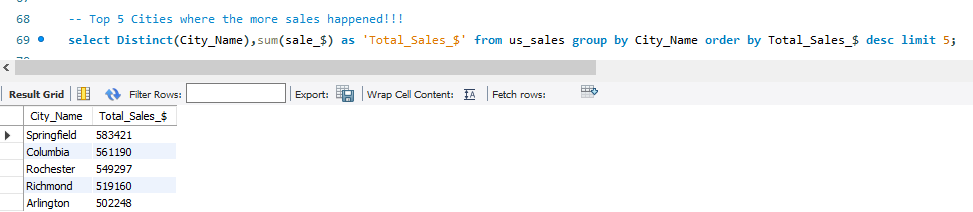 68 -- Top 5 Cities where the more sales happened!!!
69 select Distinct(City_Name),sum(sale_$) as 'Total_Sales_$' from us_sales group by City_Name order by Total_Sales_$ desc limit 5;
Result Grid Filter Rows: Export: Wrap Cell Content: IA Fetch rows:
City_Name Total_Sales_$
Springfield 583421
Columbia 561190
Rochester 549297
Richmond 519160
Arlington 502248